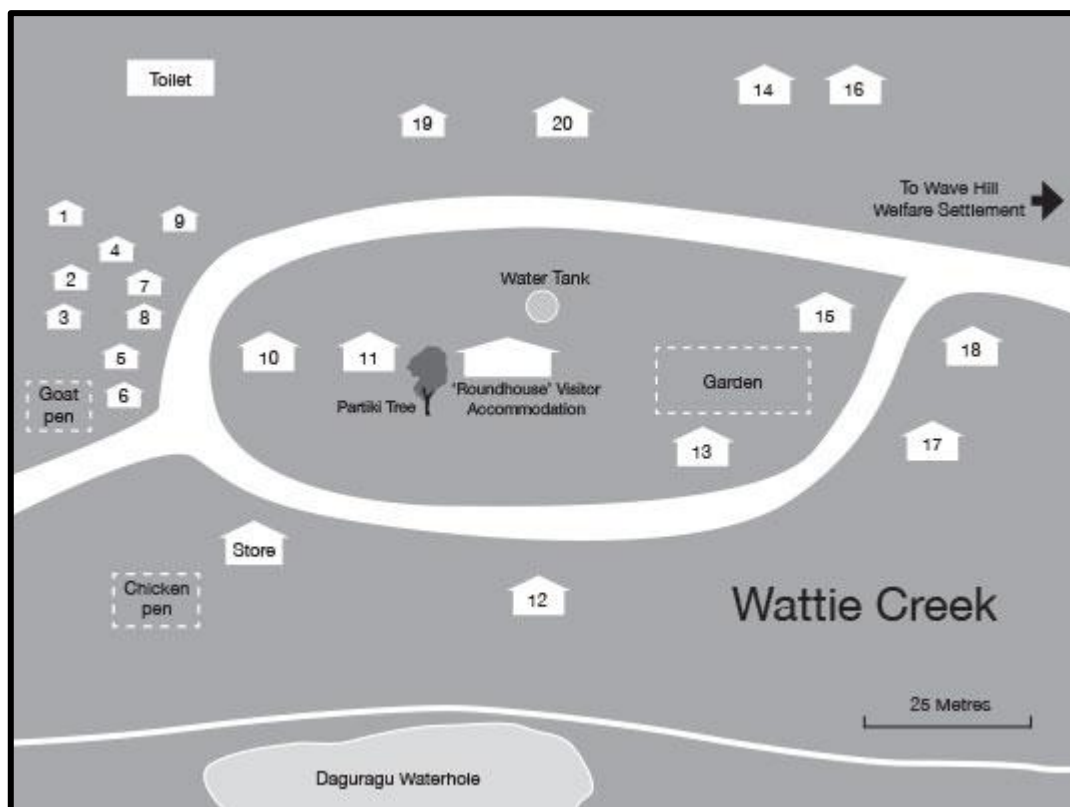 Toilet
14
16
19
20
To Wave Hill
Welfare Settlement
1
9
4
2
7
3
8
Water Tank
15
10
11
18
5
Garden
Goat
pen
6
Partiki Tree
"Roundhouse" Visitor
Accommodation
13
17
Store
Chicken
pen
12
Wattie Creek
25 Metres
Daguragu Waterhole